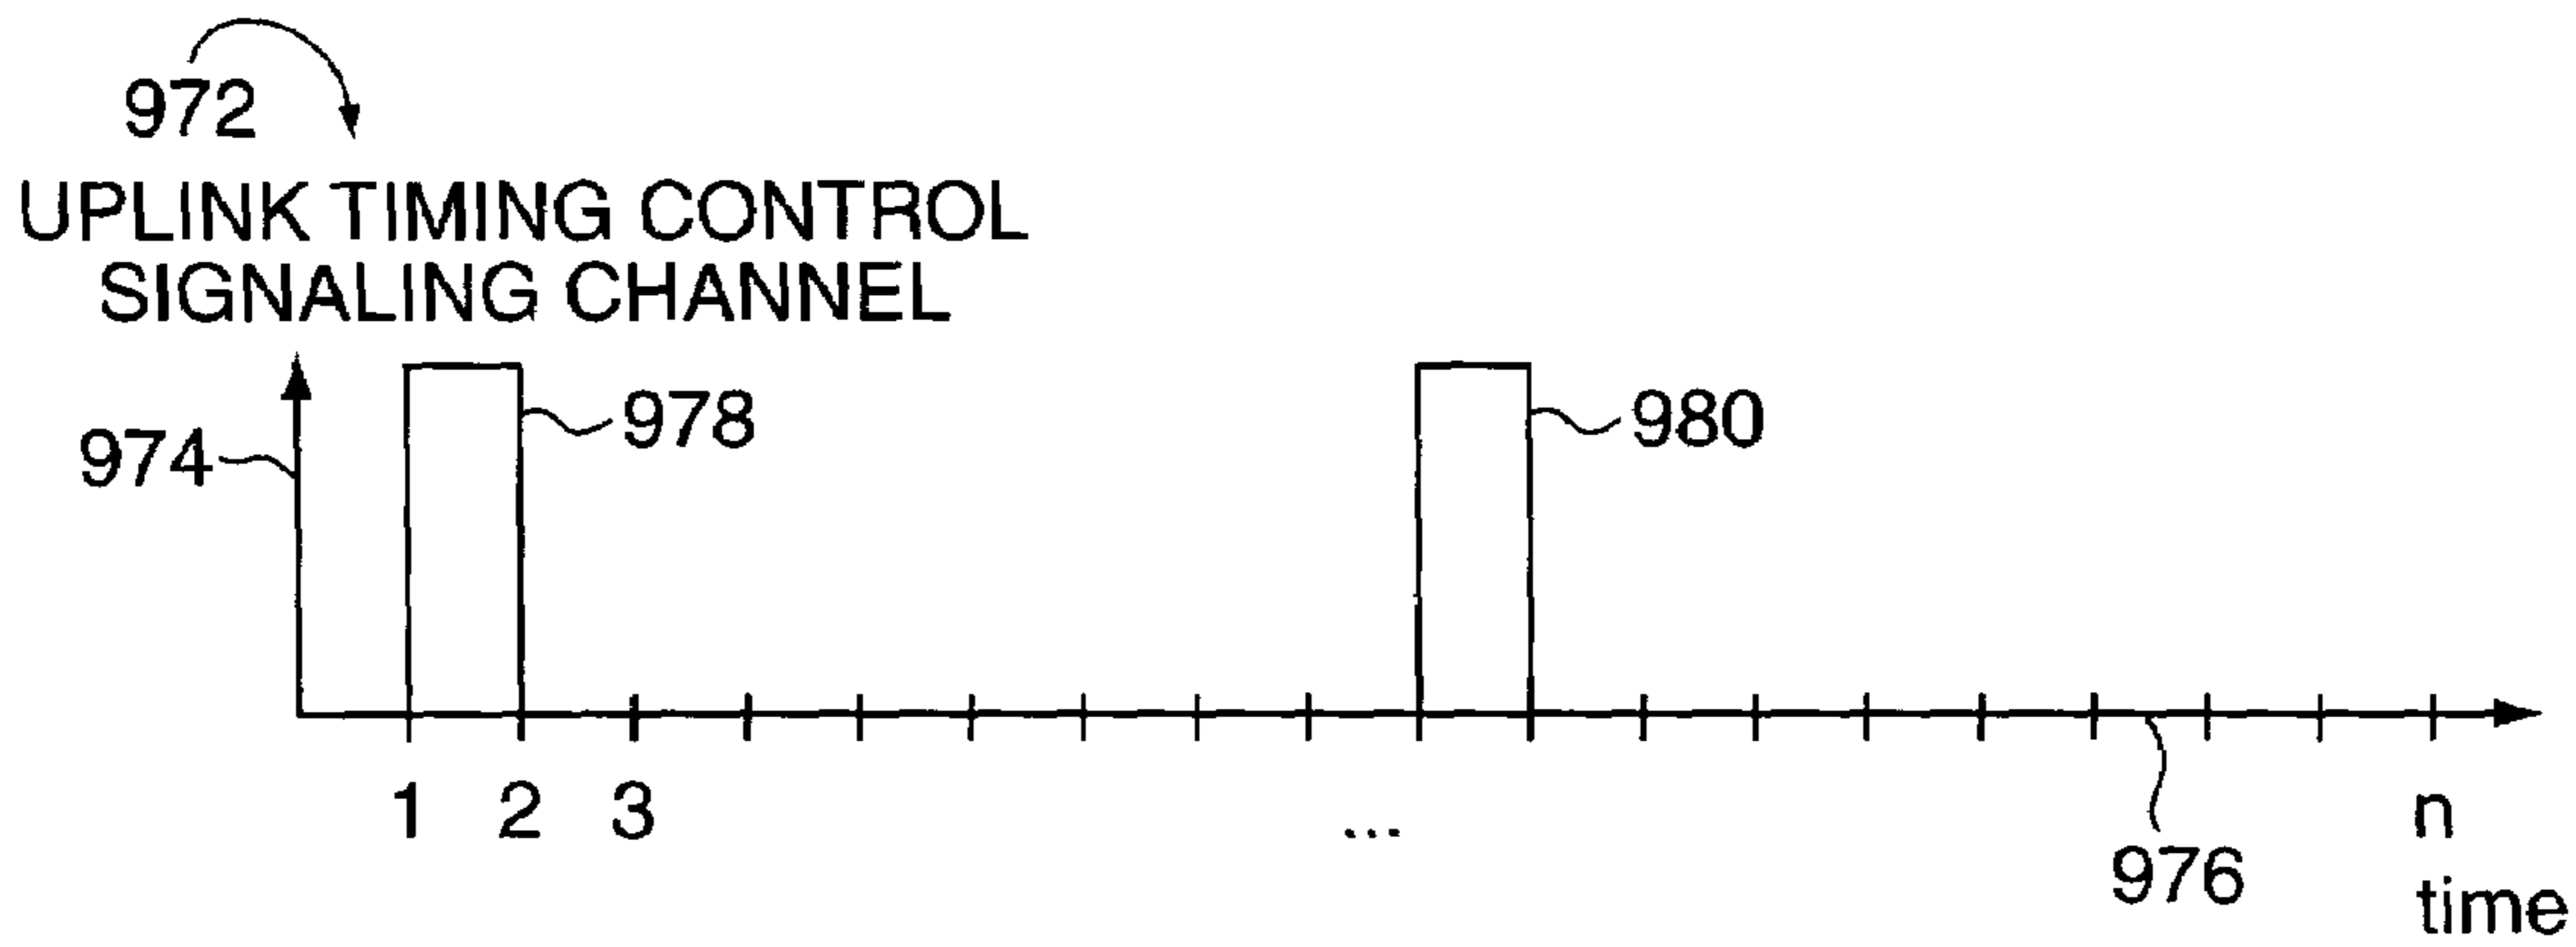 972
UPLINK TIMING CONTROL
SIGNALING CHANNEL
974
978
980
1 2 3 ... n
976
time